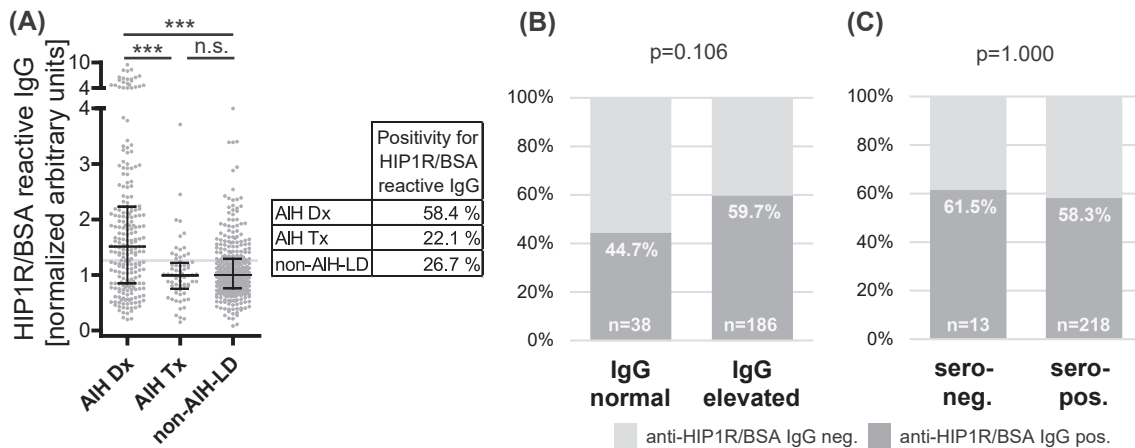 (A)
***
***
n.s.
HIP1R/BSA reactive IgG
[normalized arbitrary units]
10
4
4
3
2
1
0
AIH Dx
AIH Tx
non-AIH-LD
Positivity for
HIP1R/BSA
reactive IgG
AIH Dx 58.4 %
AIH Tx 22.1 %
non-AIH-LD 26.7 %
(B)
p=0.106
100%
80%
60%
40%
20%
0%
44.7%
n=38
59.7%
n=186
IgG
normal
IgG
elevated
(C)
p=1.000
100%
80%
60%
40%
20%
0%
61.5%
n=13
58.3%
n=218
sero-
neg.
sero-
pos.
anti-HIP1R/BSA IgG neg.
anti-HIP1R/BSA IgG pos.